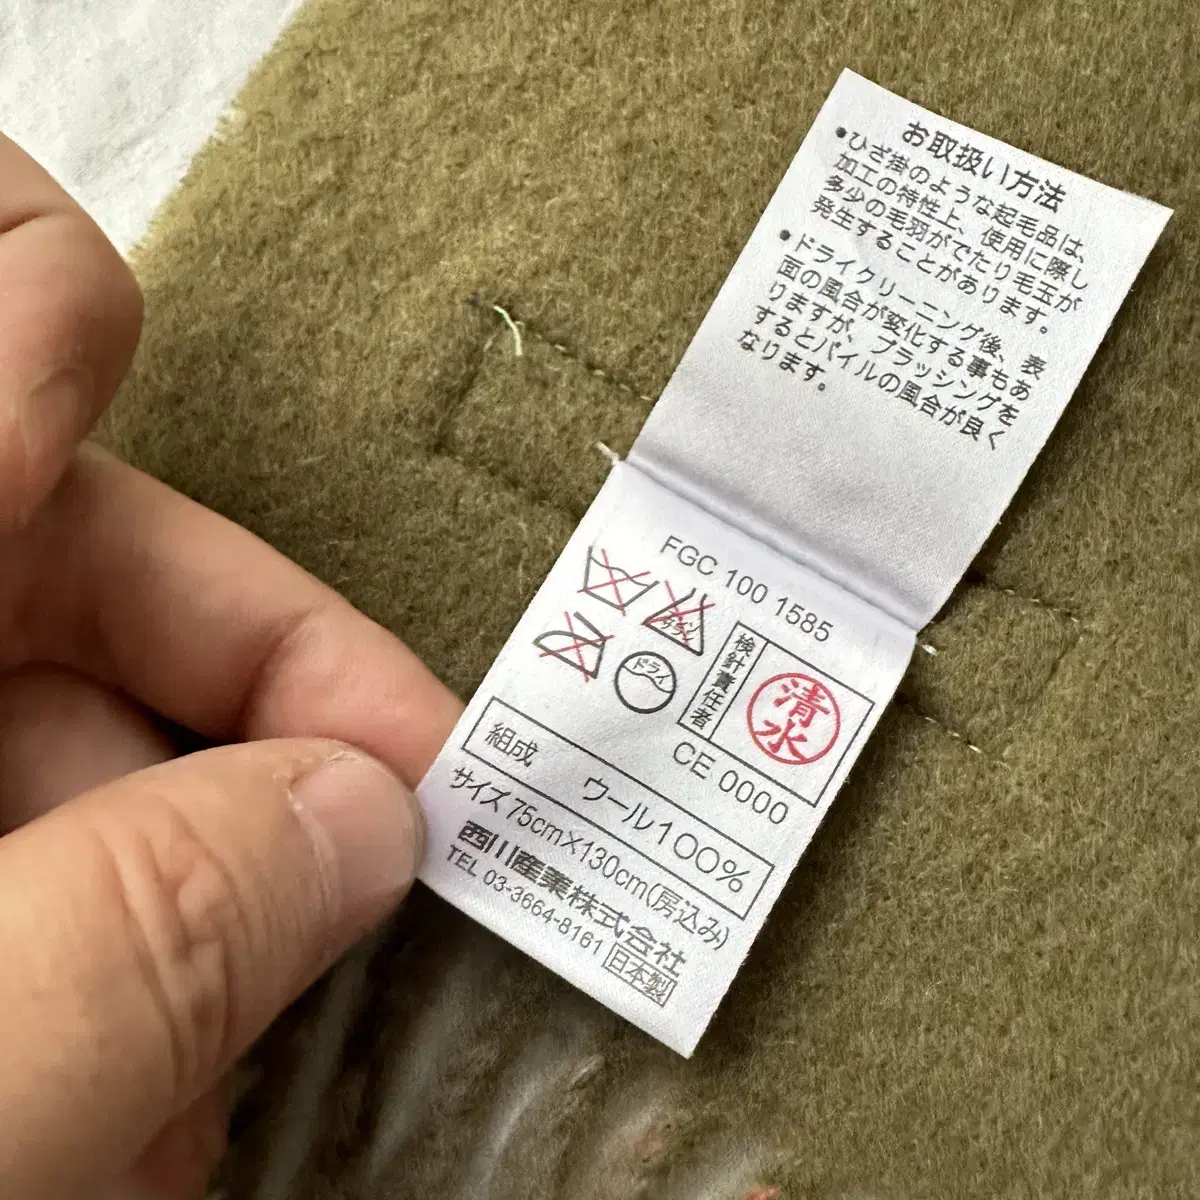 お取扱い方法
●ひざ掛のような起毛品は、
加工の特性上、使用に際し
多少の毛羽がでたり毛玉が
発生することがあります。
●ドライクリーニング後、表
面の風合が変化する事もあ
りますが、ブラッシングを
するとパイルの風合が良く
なります。
FGC 100 1585
エンソサラシ
ドライ
検針責任者
清水
CE 0000
組成 ウール100%
サイズ75cm×130cm(房込み)
西川産業株式会社
TEL 03-3664-8161 日本製